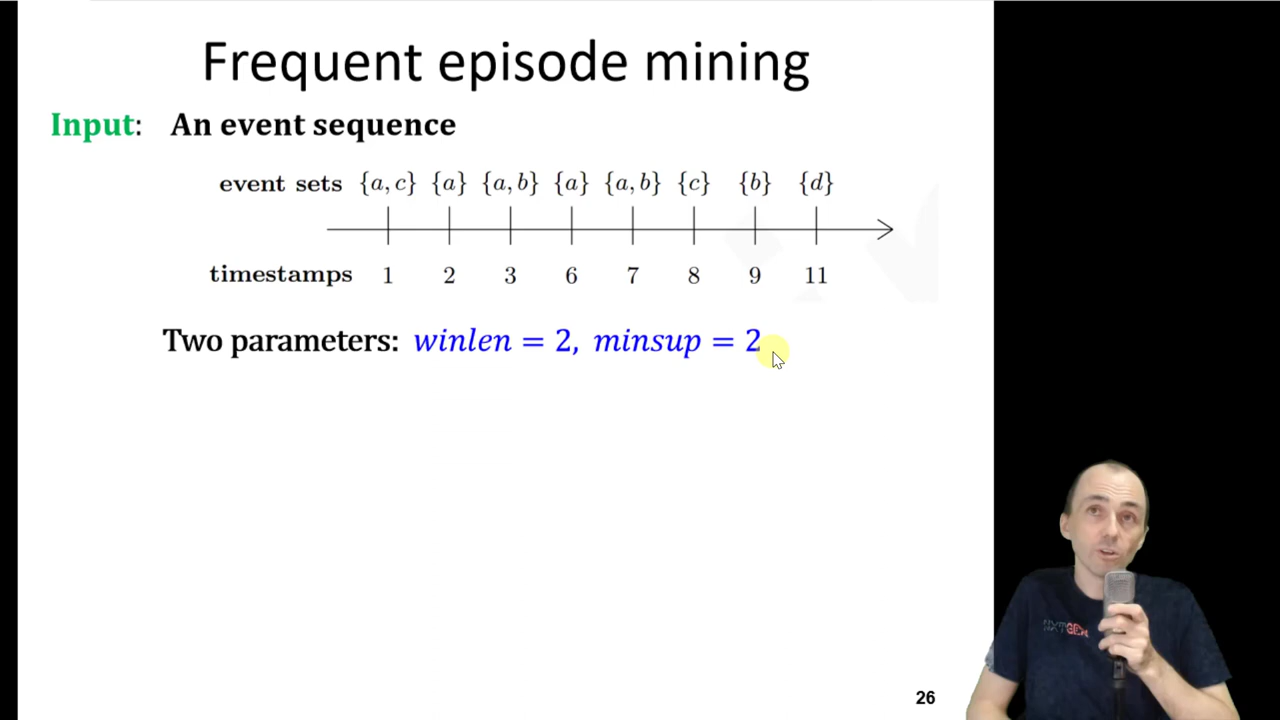 Frequent episode mining
Input: An event sequence
event sets {a, c} {a} {a, b} {a} {a, b} {c} {b} {d}
timestamps 1 2 3 6 7 8 9 11
Two parameters: winlen = 2, minsup = 2
26